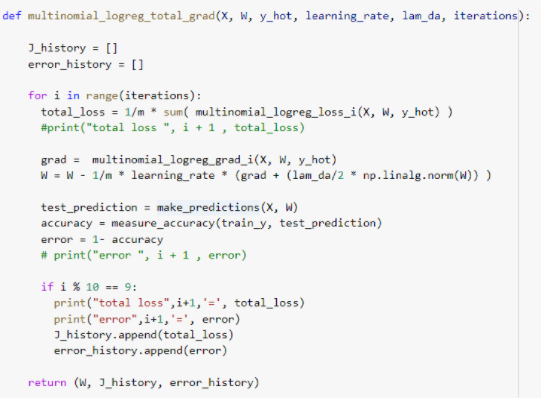 def multinomial_logreg_total_grad(X, W, y_hot, learning_rate, lam_da, iterations):
J_history = []
error_history = []
for i in range(iterations):
total_loss = 1/m * sum( multinomial_logreg_loss_i(X, W, y_hot) )
#print("total loss ", i + 1 , total_loss)
grad =  multinomial_logreg_grad_i(X, W, y_hot)
W = W - 1/m * learning_rate * (grad + (lam_da/2 * np.linalg.norm(W)) )
test_prediction = make_predictions(X, W)
accuracy = measure_accuracy(train_y, test_prediction)
error = 1- accuracy
# print("error ", i + 1 , error)
if i % 10 == 9:
print("total loss",i+1,'=', total_loss)
print("error",i+1,'=', error)
J_history.append(total_loss)
error_history.append(error)
return (W, J_history, error_history)